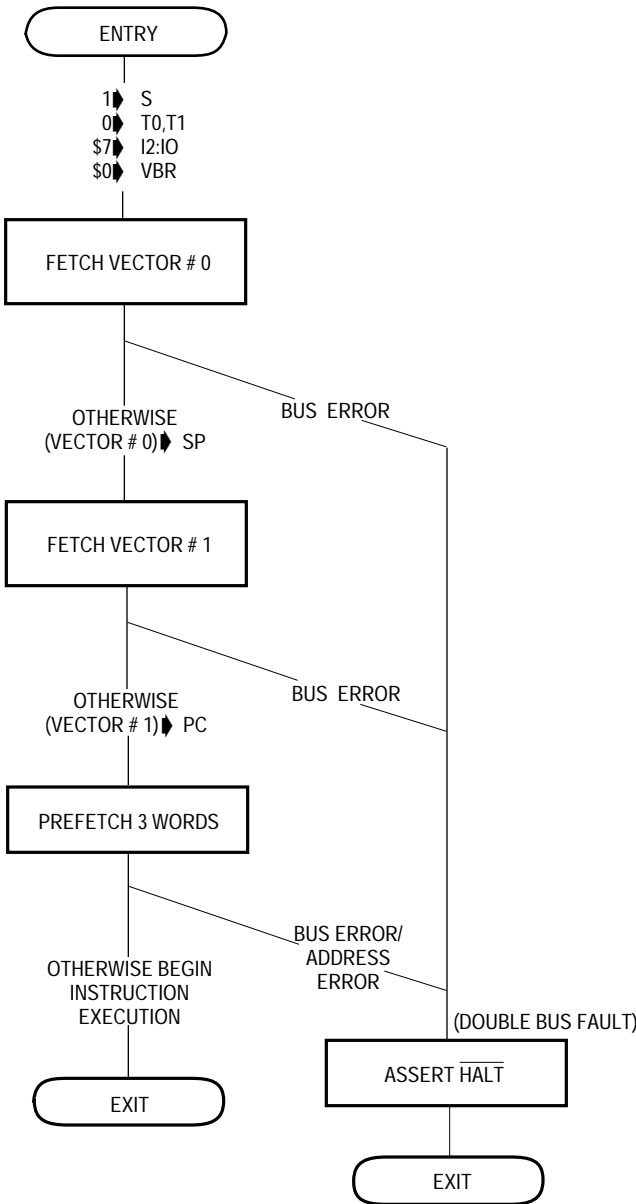 ENTRY
1 ➧ S
0 ➧ T0,T1
$7 ➧ I2:IO
$0 ➧ VBR
FETCH VECTOR # 0
BUS ERROR
OTHERWISE
(VECTOR # 0) ➧ SP
FETCH VECTOR # 1
BUS ERROR
OTHERWISE
(VECTOR # 1) ➧ PC
PREFETCH 3 WORDS
BUS ERROR/
ADDRESS
ERROR
OTHERWISE BEGIN
INSTRUCTION
EXECUTION
(DOUBLE BUS FAULT)
ASSERT H̅A̅L̅T̅
EXIT
EXIT